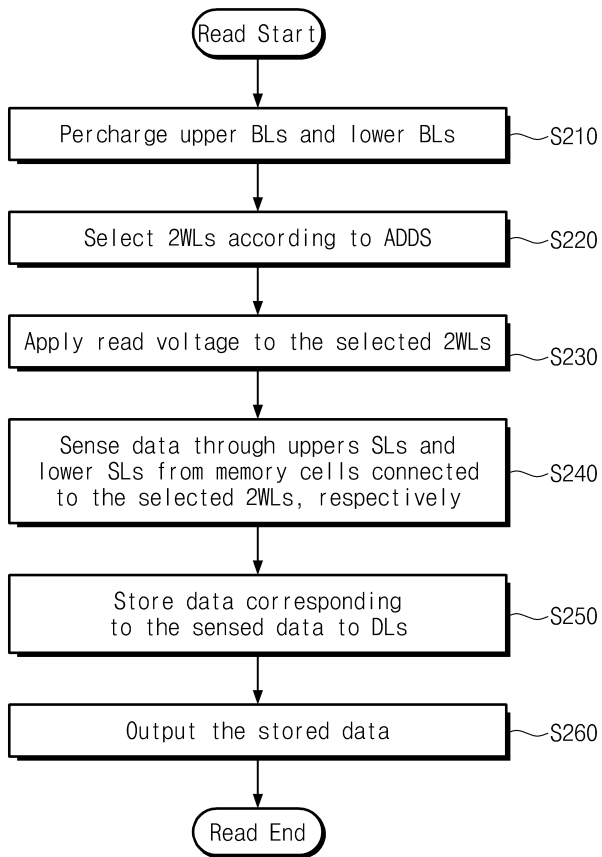 Read Start
Percharge upper BLs and lower BLs
S210
Select 2WLs according to ADDS
S220
Apply read voltage to the selected 2WLs
S230
Sense data through uppers SLs and
lower SLs from memory cells connected
to the selected 2WLs, respectively
S240
Store data corresponding
to the sensed data to DLs
S250
Output the stored data
S260
Read End